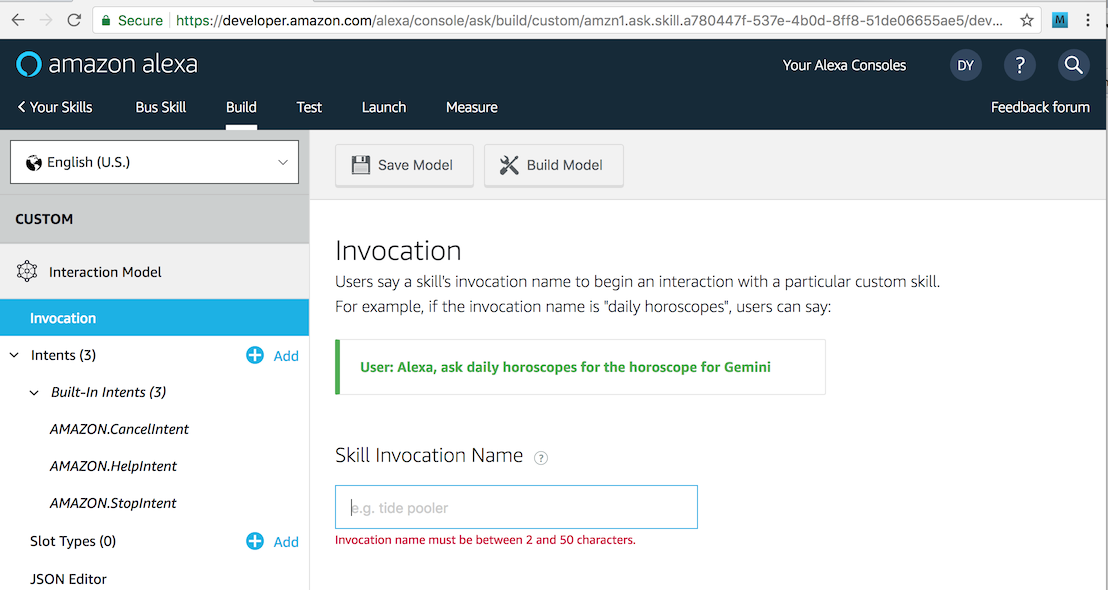 Secure https://developer.amazon.com/alexa/console/ask/build/custom/amzn1.ask.skill.a780447f-537e-4b0d-8ff8-51de06655ae5/dev...
M
amazon alexa
Your Alexa Consoles DY ?
Your Skills Bus Skill Build Test Launch Measure Feedback forum
English (U.S.)
Save Model Build Model
CUSTOM
Interaction Model
Invocation
Intents (3) Add
Built-In Intents (3)
AMAZON.CancelIntent
AMAZON.HelpIntent
AMAZON.StopIntent
Slot Types (0) Add
JSON Editor
Invocation
Users say a skill's invocation name to begin an interaction with a particular custom skill.
For example, if the invocation name is "daily horoscopes", users can say:
User: Alexa, ask daily horoscopes for the horoscope for Gemini
Skill Invocation Name ?
e.g. tide pooler
Invocation name must be between 2 and 50 characters.